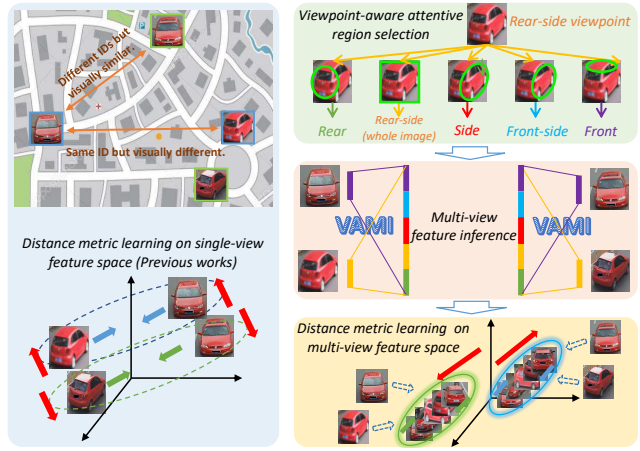 Different IDs but
visually similar.
Same ID but visually different.
Distance metric learning on single-view
feature space (Previous works)
Viewpoint-aware attentive
region selection
Rear-side viewpoint
Rear
Rear-side
(whole image)
Side
Front-side
Front
VAMI
Multi-view
feature inference
VAMI
Distance metric learning on
multi-view feature space